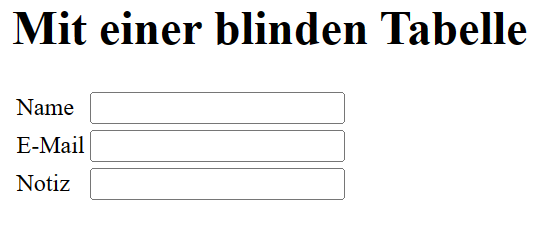 Mit einer blinden Tabelle
Name
E-Mail
Notiz